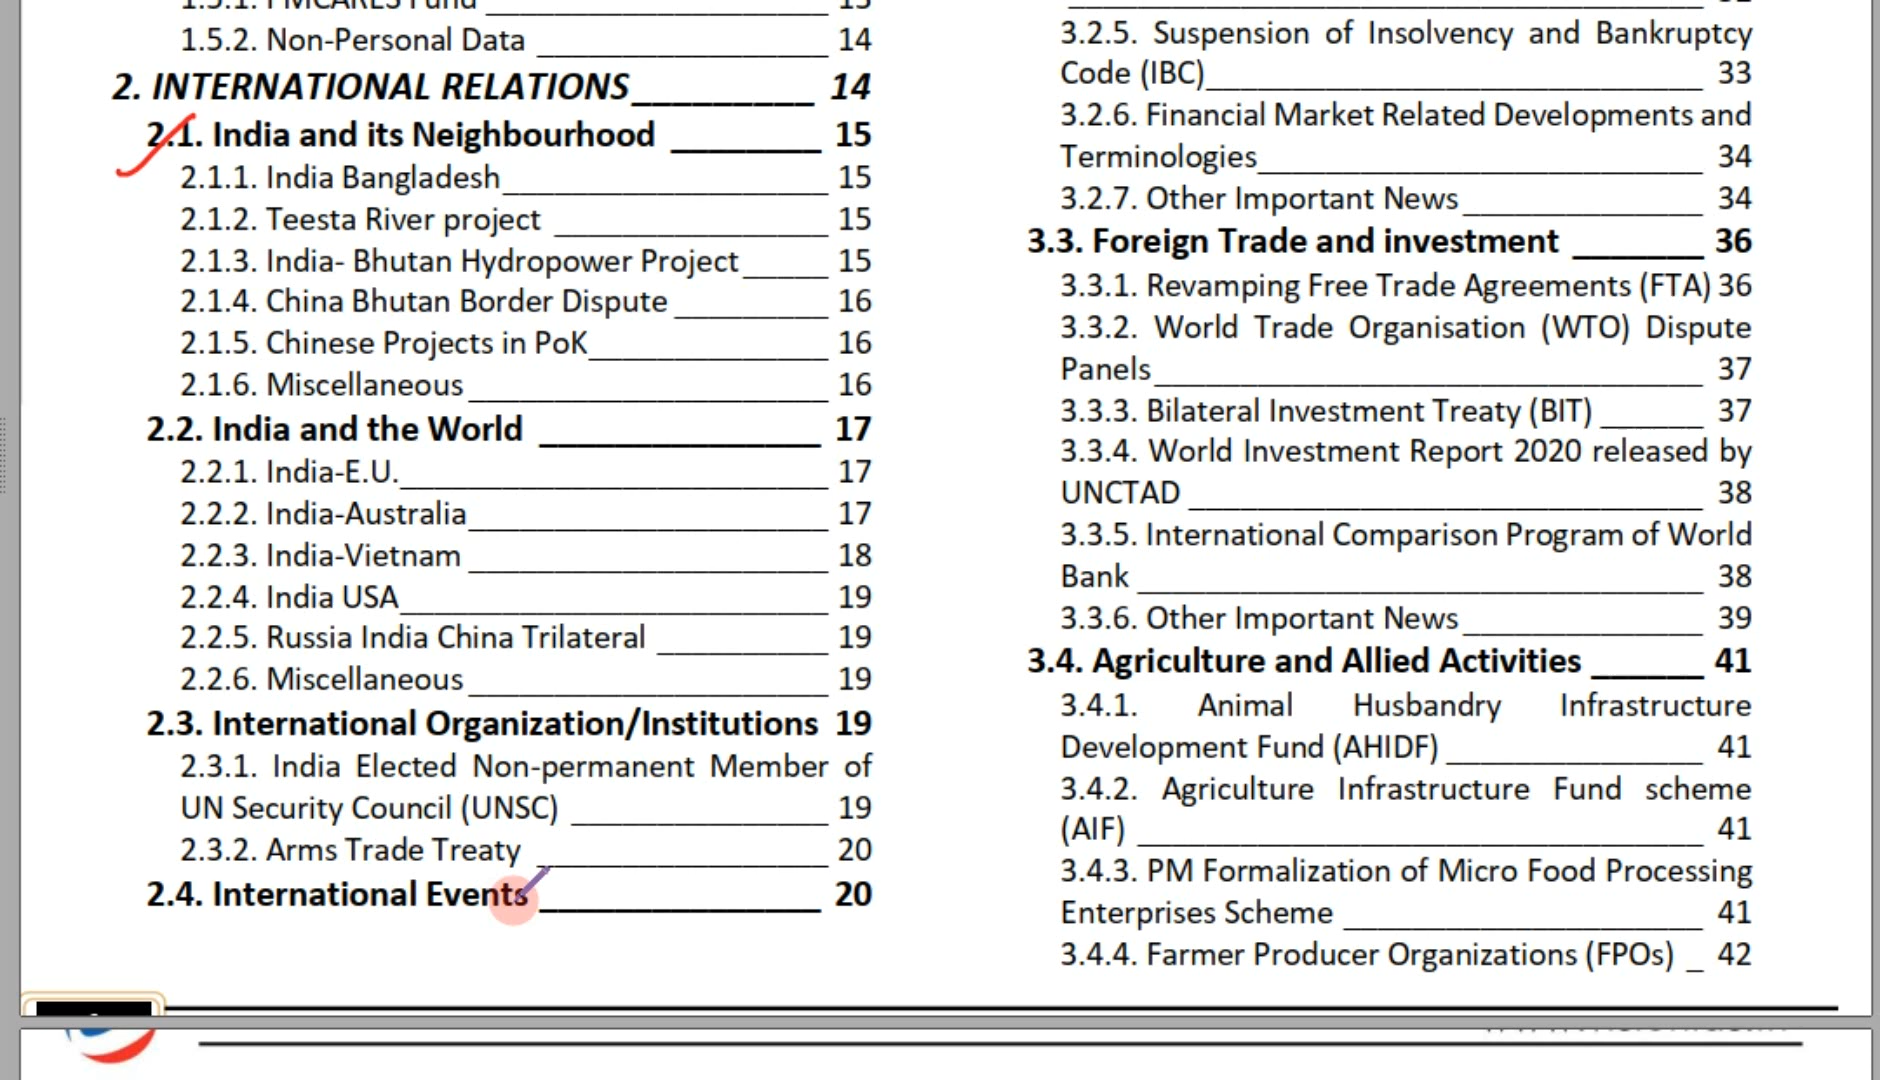 1.5.2. Non-Personal Data 14
2. INTERNATIONAL RELATIONS 14
2.1. India and its Neighbourhood 15
2.1.1. India Bangladesh 15
2.1.2. Teesta River project 15
2.1.3. India- Bhutan Hydropower Project 15
2.1.4. China Bhutan Border Dispute 16
2.1.5. Chinese Projects in PoK 16
2.1.6. Miscellaneous 16
2.2. India and the World 17
2.2.1. India-E.U. 17
2.2.2. India-Australia 17
2.2.3. India-Vietnam 18
2.2.4. India USA 19
2.2.5. Russia India China Trilateral 19
2.2.6. Miscellaneous 19
2.3. International Organization/Institutions 19
2.3.1. India Elected Non-permanent Member of
UN Security Council (UNSC) 19
2.3.2. Arms Trade Treaty 20
2.4. International Events 20
3.2.5. Suspension of Insolvency and Bankruptcy
Code (IBC) 33
3.2.6. Financial Market Related Developments and
Terminologies 34
3.2.7. Other Important News 34
3.3. Foreign Trade and investment 36
3.3.1. Revamping Free Trade Agreements (FTA) 36
3.3.2. World Trade Organisation (WTO) Dispute
Panels 37
3.3.3. Bilateral Investment Treaty (BIT) 37
3.3.4. World Investment Report 2020 released by
UNCTAD 38
3.3.5. International Comparison Program of World
Bank 38
3.3.6. Other Important News 39
3.4. Agriculture and Allied Activities 41
3.4.1. Animal Husbandry Infrastructure
Development Fund (AHIDF) 41
3.4.2. Agriculture Infrastructure Fund scheme
(AIF) 41
3.4.3. PM Formalization of Micro Food Processing
Enterprises Scheme 41
3.4.4. Farmer Producer Organizations (FPOs) 42